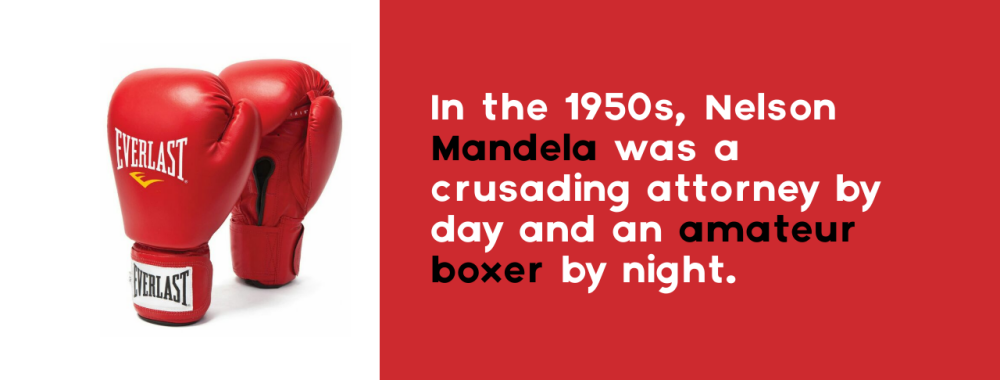 EVERLAST
EVERLAST
In the 1950s, Nelson
Mandela was a
crusading attorney by
day and an amateur
boxer by night.